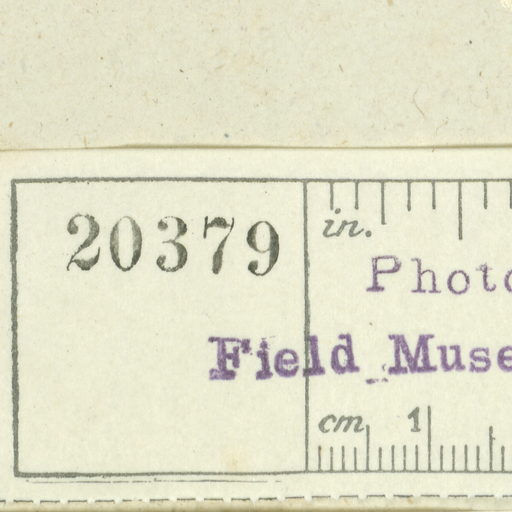 20379
in.
Photo
Field Muse
cm 1